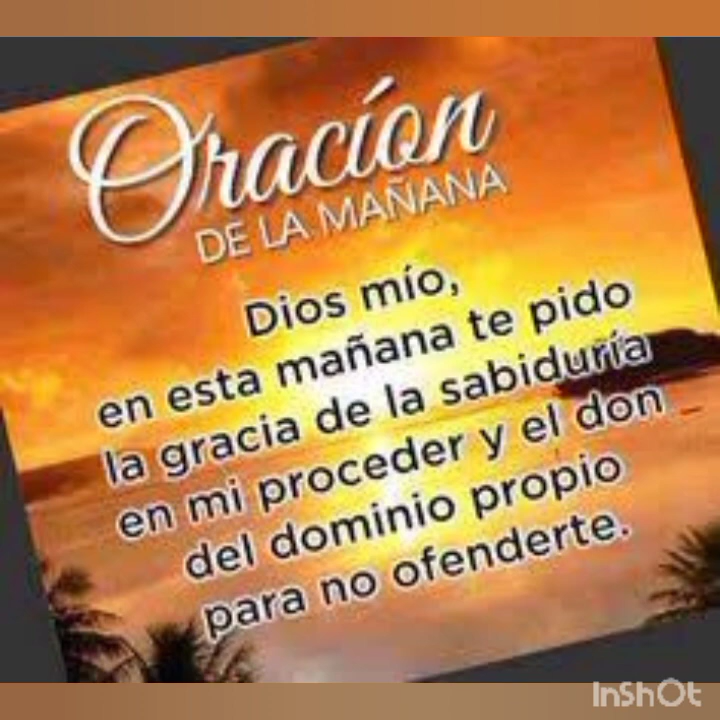 Oración
DE LA MAÑANA
Dios mío,
en esta mañana te pido
la gracia de la sabiduría
en mi proceder y el don
del dominio propio
para no ofenderte.
InShOt